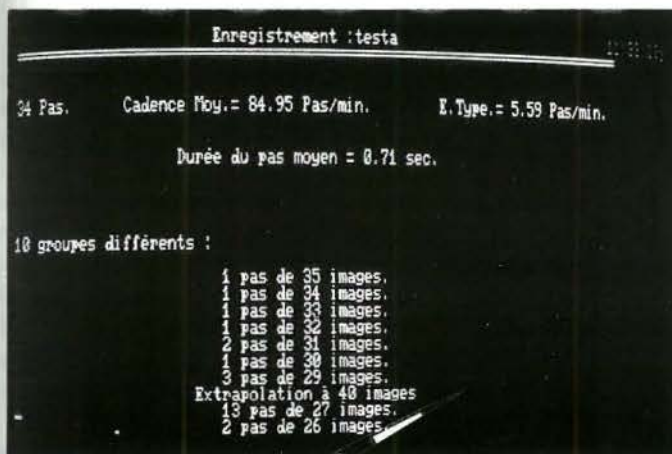 Enregistrement :testa
34 Pas. Cadence Moy.= 84.95 Pas/min. E.Type.= 5.59 Pas/min.
Durée du pas moyen = 0.71 sec.
10 groupes différents :
1 pas de 35 images.
1 pas de 34 images.
1 pas de 33 images.
1 pas de 32 images.
2 pas de 31 images.
1 pas de 30 images.
3 pas de 29 images.
Extrapolation à 40 images
13 pas de 27 images.
2 pas de 26 images.